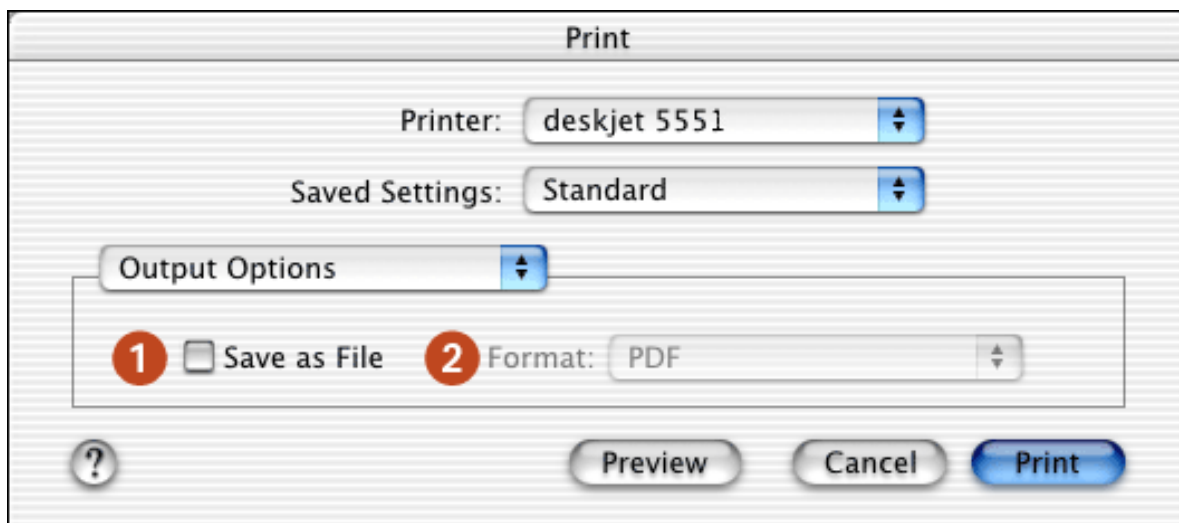 Print
Printer: deskjet 5551
Saved Settings: Standard
Output Options
1 Save as File 2 Format: PDF
? Preview Cancel Print